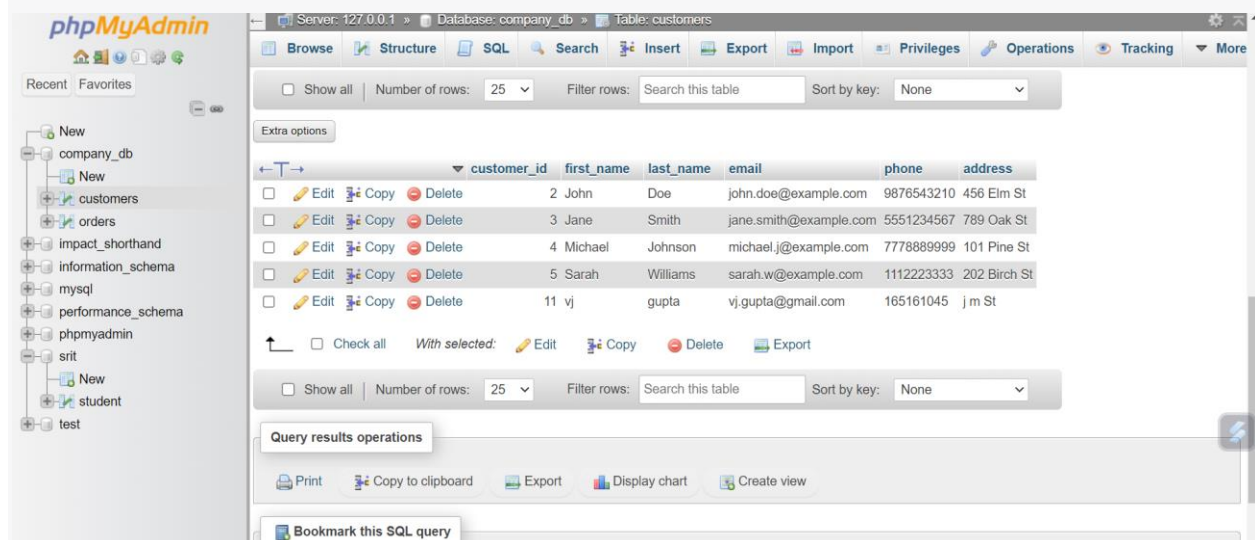 phpMyAdmin
Recent Favorites
New
company_db
New
customers
orders
impact_shorthand
information_schema
mysql
performance_schema
phpmyadmin
srit
New
student
test
Server: 127.0.0.1 » Database: company_db » Table: customers
Browse Structure SQL Search Insert Export Import Privileges Operations Tracking More
Show all Number of rows: 25 Filter rows: Search this table Sort by key: None
Extra options
customer_id first_name last_name email phone address
Edit Copy Delete 2 John Doe john.doe@example.com 9876543210 456 Elm St
Edit Copy Delete 3 Jane Smith jane.smith@example.com 5551234567 789 Oak St
Edit Copy Delete 4 Michael Johnson michael.j@example.com 7778889999 101 Pine St
Edit Copy Delete 5 Sarah Williams sarah.w@example.com 1112223333 202 Birch St
Edit Copy Delete 11 vj gupta vj.gupta@gmail.com 165161045 j m St
Check all With selected: Edit Copy Delete Export
Show all Number of rows: 25 Filter rows: Search this table Sort by key: None
Query results operations
Print Copy to clipboard Export Display chart Create view
Bookmark this SQL query